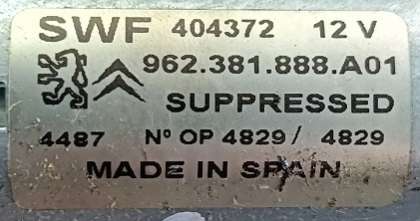 SWF 404372 12 V
962.381.888.A01
SUPPRESSED
4487 Nº OP 4829/ 4829
MADE IN SPAIN